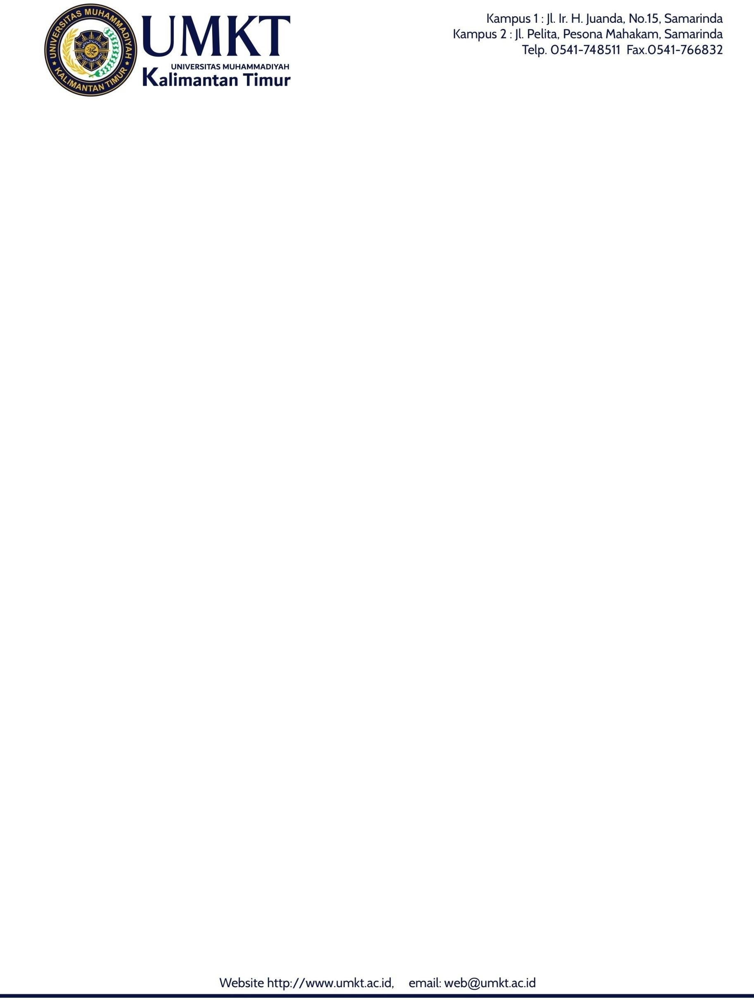 UNIVERSITAS MUHAMMADIYAH
KALIMANTAN TIMUR
UMKT
UNIVERSITAS MUHAMMADIYAH
Kalimantan Timur
Kampus 1 : Jl. Ir. H. Juanda, No.15, Samarinda
Kampus 2 : Jl. Pelita, Pesona Mahakam, Samarinda
Telp. 0541-748511 Fax.0541-766832
Website http://www.umkt.ac.id, email: web@umkt.ac.id